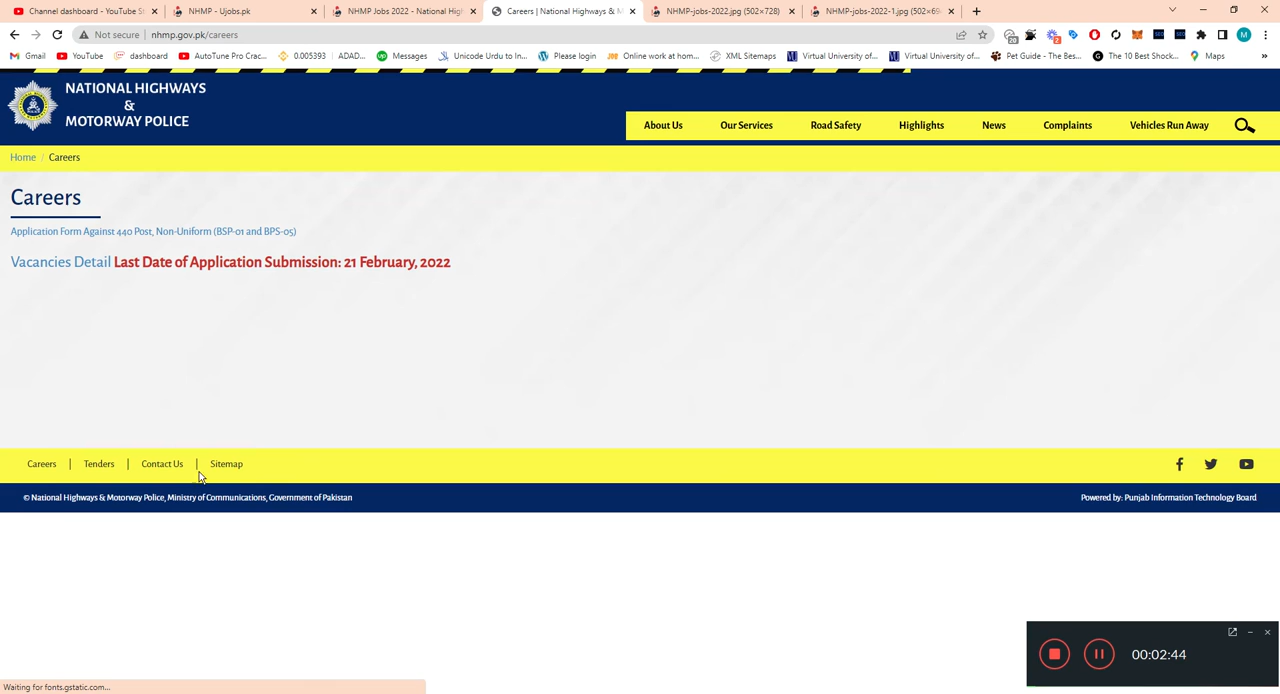 Channel dashboard - YouTube St
NHMP - Ujobs.pk
NHMP Jobs 2022 - National High
Careers | National Highways & M
NHMP-jobs-2022.jpg (502×728)
NHMP-jobs-2022-1.jpg (502×69
Not secure
nhmp.gov.pk/careers
Gmail
YouTube
dashboard
AutoTune Pro Crac...
0.005393 | ADAD...
Messages
Unicode Urdu to In...
Please login
Online work at hom...
XML Sitemaps
Virtual University of...
Virtual University of...
Pet Guide - The Bes...
The 10 Best Shock...
Maps
NATIONAL HIGHWAYS
&
MOTORWAY POLICE
About Us
Our Services
Road Safety
Highlights
News
Complaints
Vehicles Run Away
Home / Careers
Careers
Application Form Against 440 Post, Non-Uniform (BSP-01 and BPS-05)
Vacancies Detail Last Date of Application Submission: 21 February, 2022
Careers | Tenders | Contact Us | Sitemap
© National Highways & Motorway Police, Ministry of Communications, Government of Pakistan
Powered by: Punjab Information Technology Board
00:02:44
Waiting for fonts.gstatic.com...